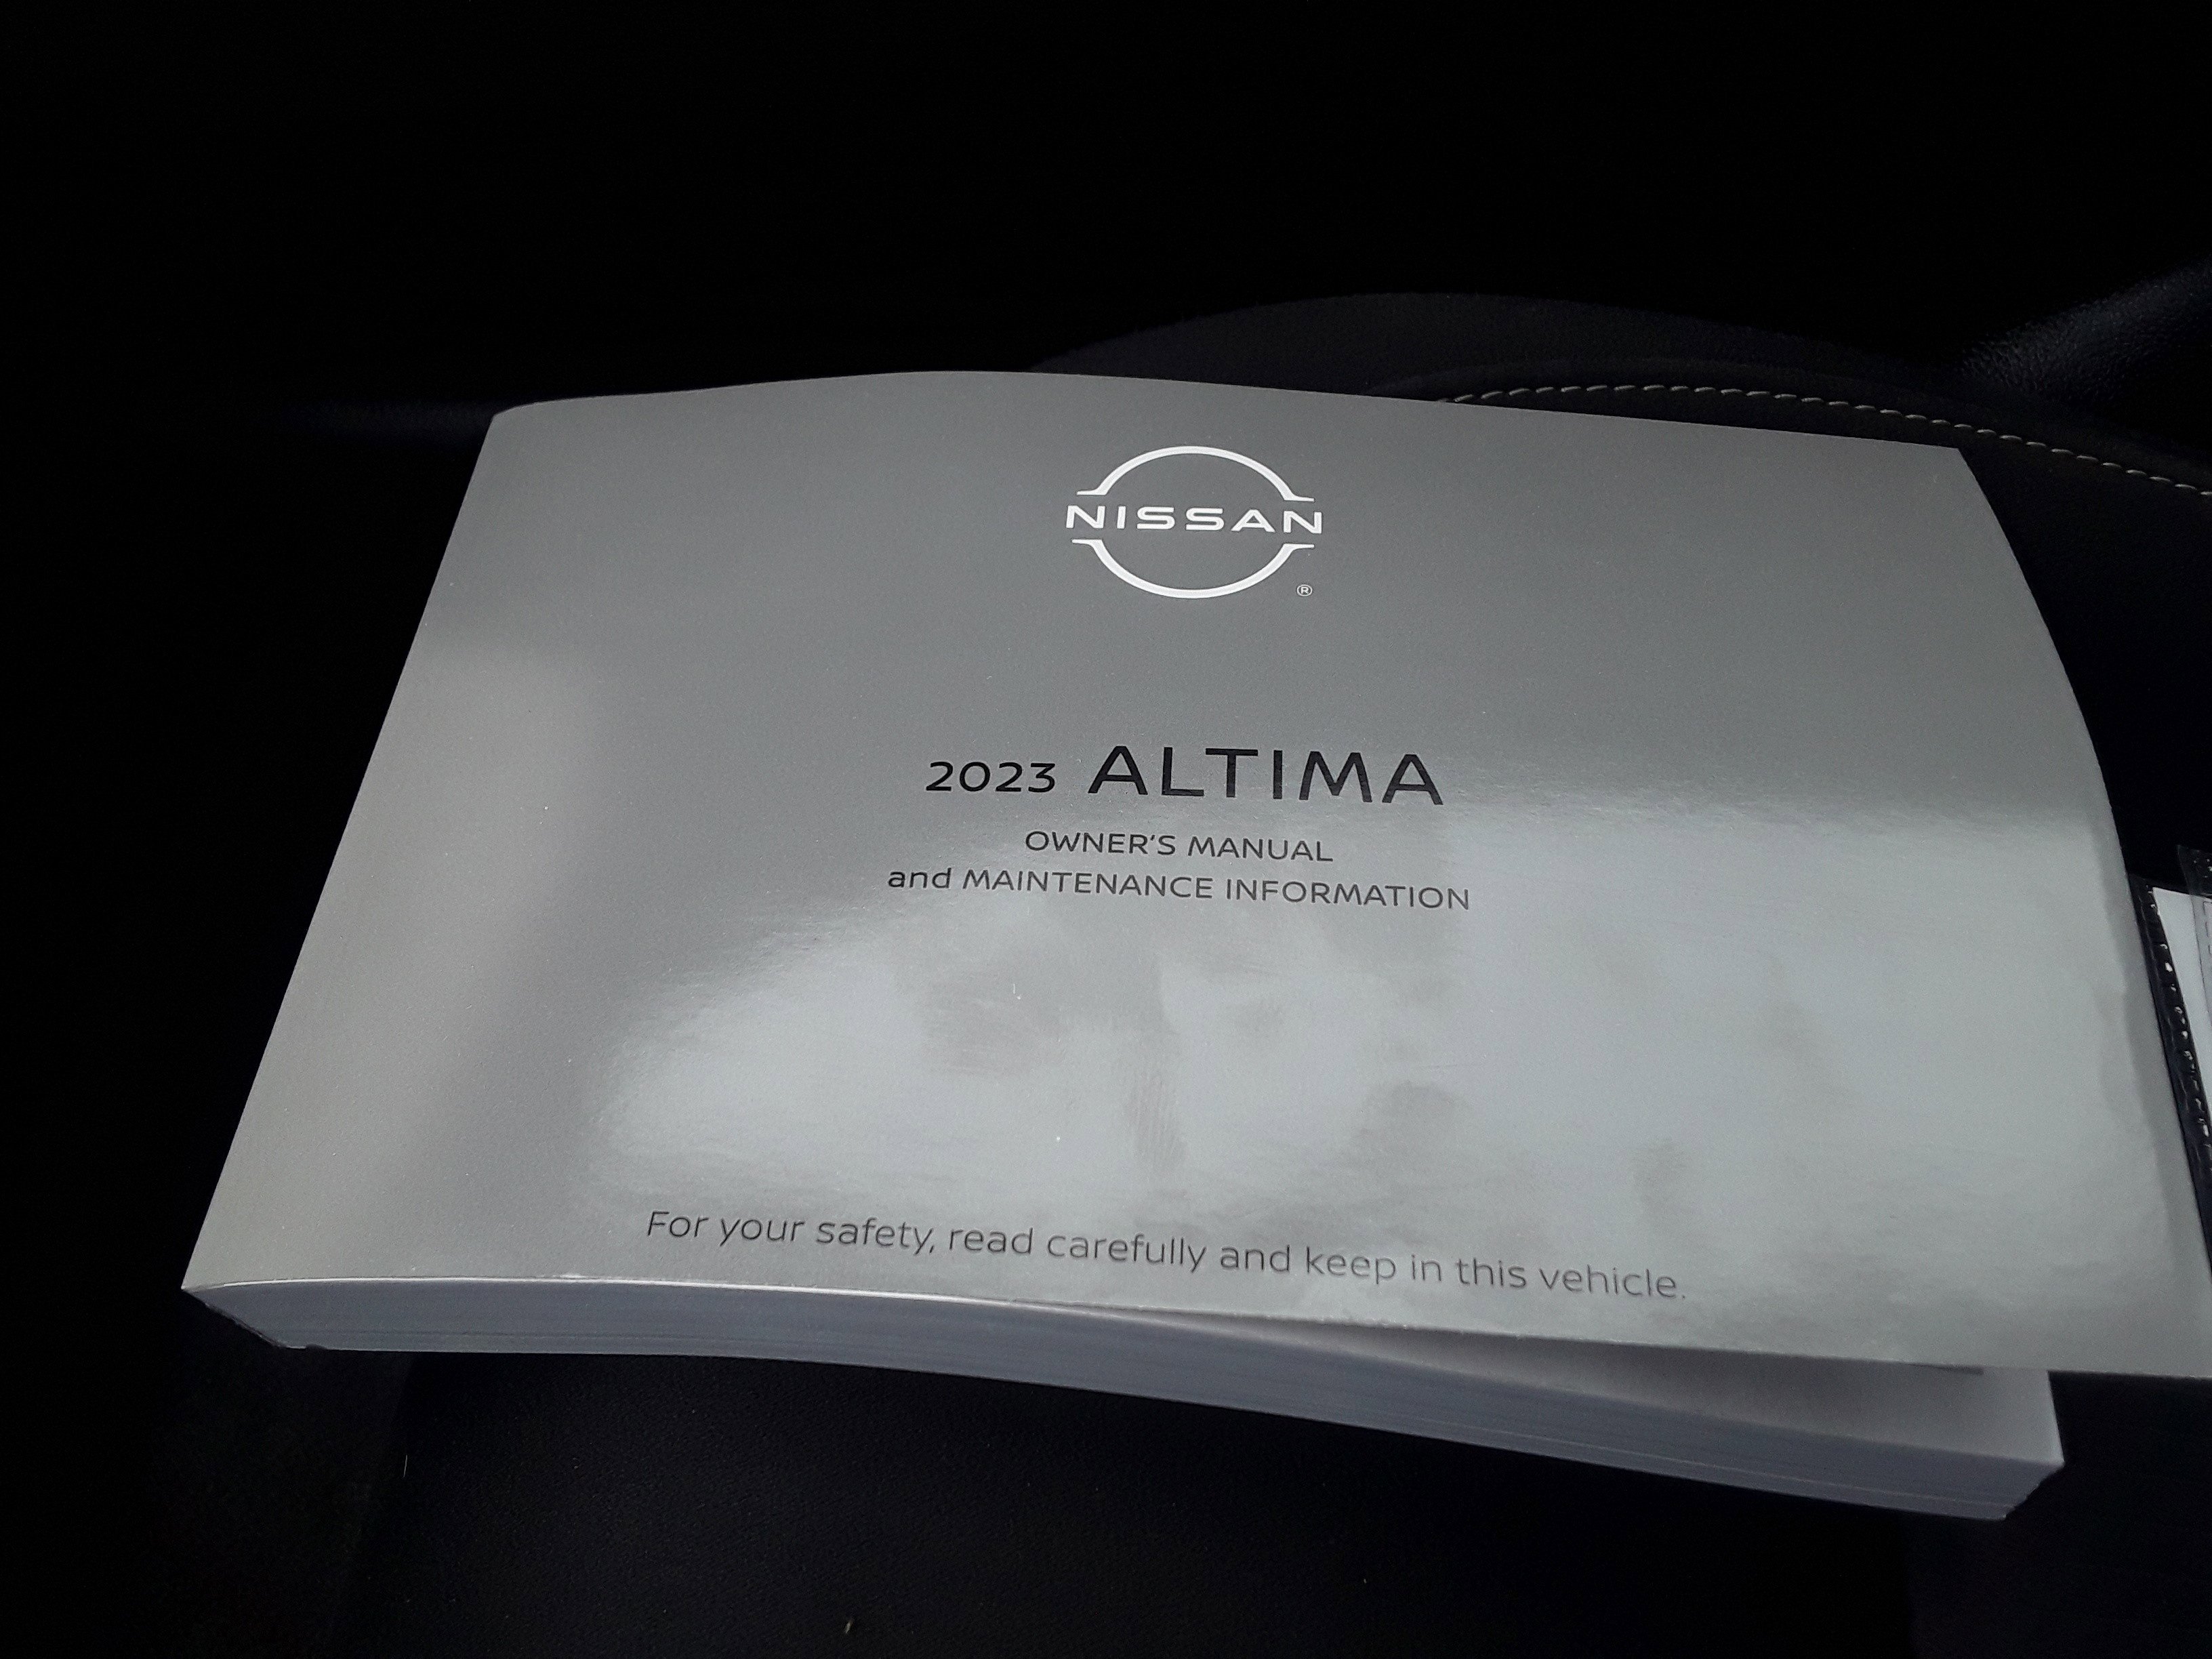 NISSAN
®
2023 ALTIMA
OWNER'S MANUAL
and MAINTENANCE INFORMATION
For your safety, read carefully and keep in this vehicle.